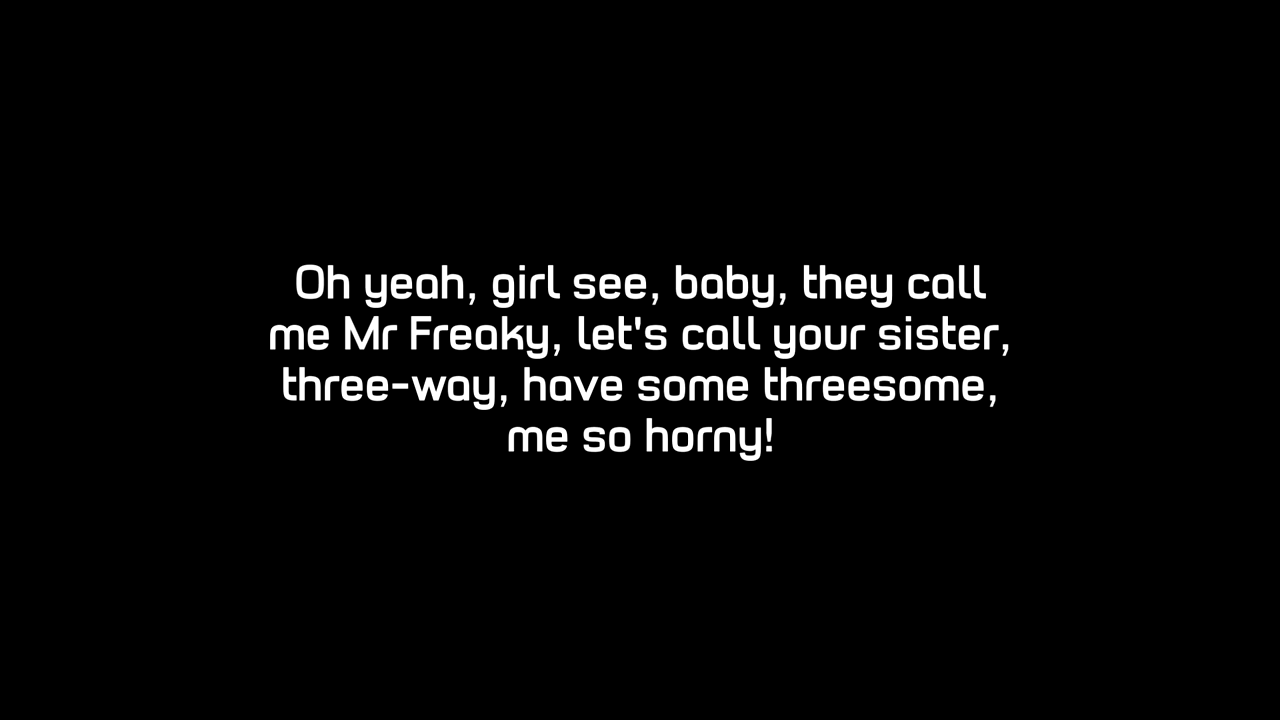 Oh yeah, girl see, baby, they call
me Mr Freaky, let's call your sister,
three-way, have some threesome,
me so horny!